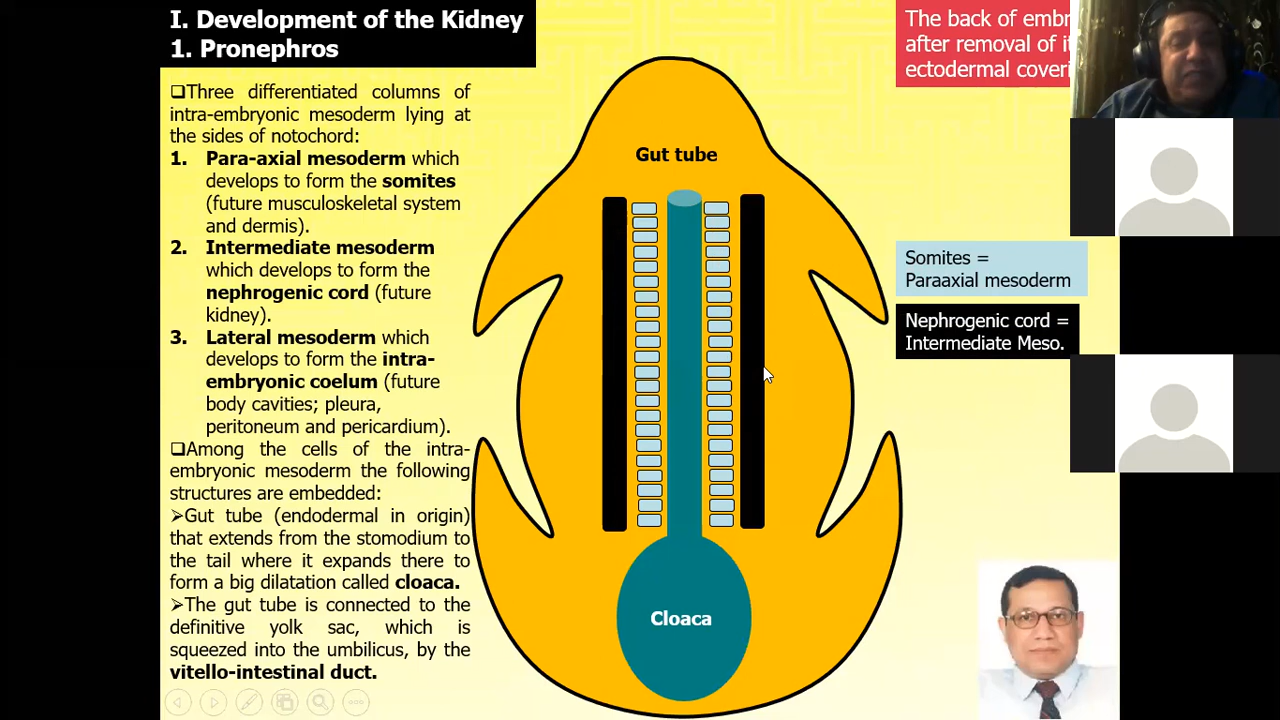 I. Development of the Kidney
1. Pronephros
❑Three differentiated columns of
intra-embryonic mesoderm lying at
the sides of notochord:
1. Para-axial mesoderm which
develops to form the somites
(future musculoskeletal system
and dermis).
2. Intermediate mesoderm
which develops to form the
nephrogenic cord (future
kidney).
3. Lateral mesoderm which
develops to form the intra-
embryonic coelum (future
body cavities; pleura,
peritoneum and pericardium).
❑Among the cells of the intra-
embryonic mesoderm the following
structures are embedded:
➢Gut tube (endodermal in origin)
that extends from the stomodium to
the tail where it expands there to
form a big dilatation called cloaca.
➢The gut tube is connected to the
definitive yolk sac, which is
squeezed into the umbilicus, by the
vitello-intestinal duct.
Gut tube
Cloaca
The back of embr
after removal of it
ectodermal coveri
Somites =
Paraaxial mesoderm
Nephrogenic cord =
Intermediate Meso.